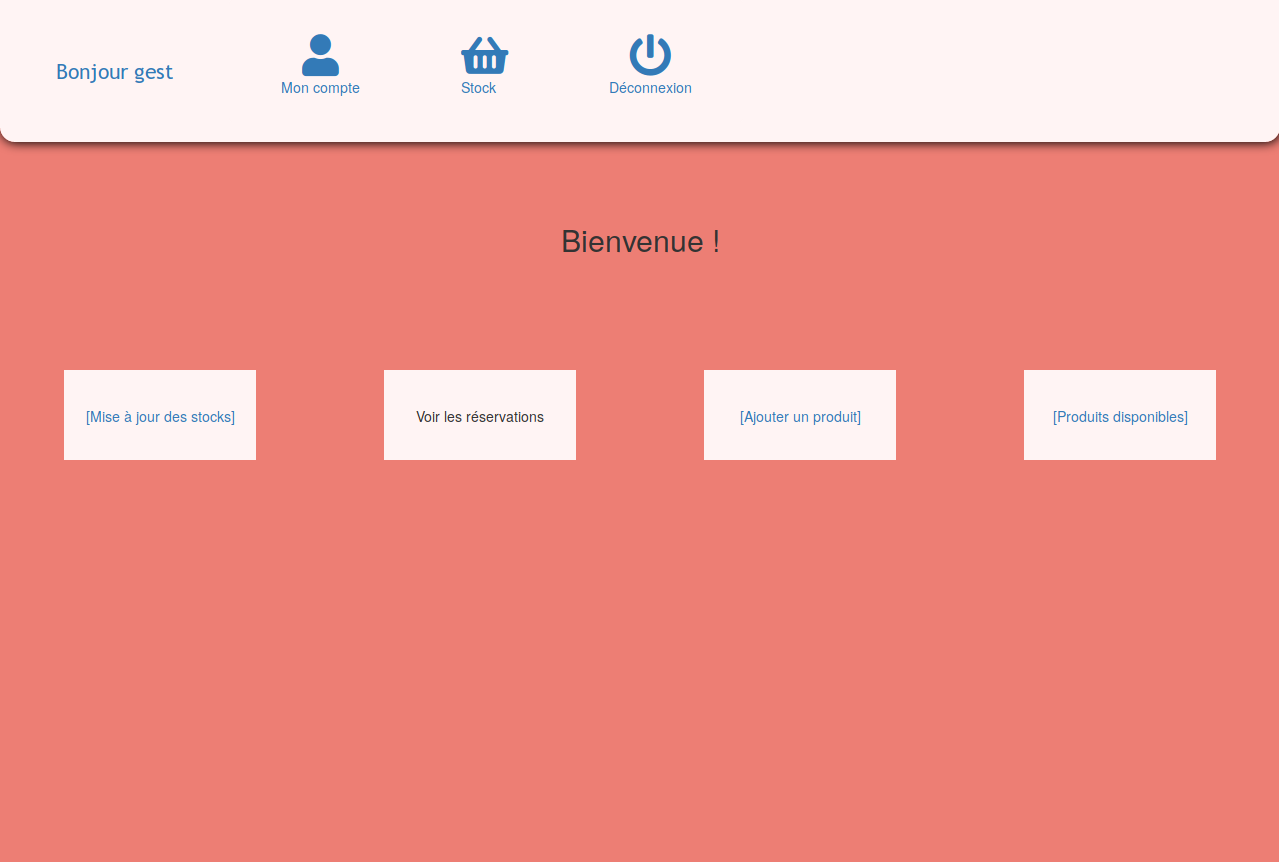 Bonjour gest
Mon compte
Stock
Déconnexion
Bienvenue !
[Mise à jour des stocks]
Voir les réservations
[Ajouter un produit]
[Produits disponibles]